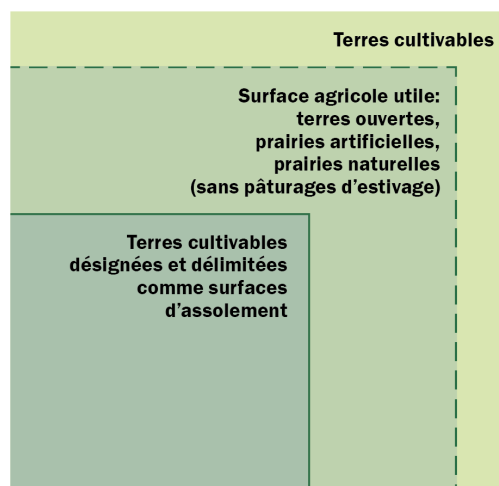 Terres cultivables
Surface agricole utile:
terres ouvertes,
prairies artificielles,
prairies naturelles
(sans pâturages d’estivage)
Terres cultivables
désignées et délimitées
comme surfaces
d’assolement